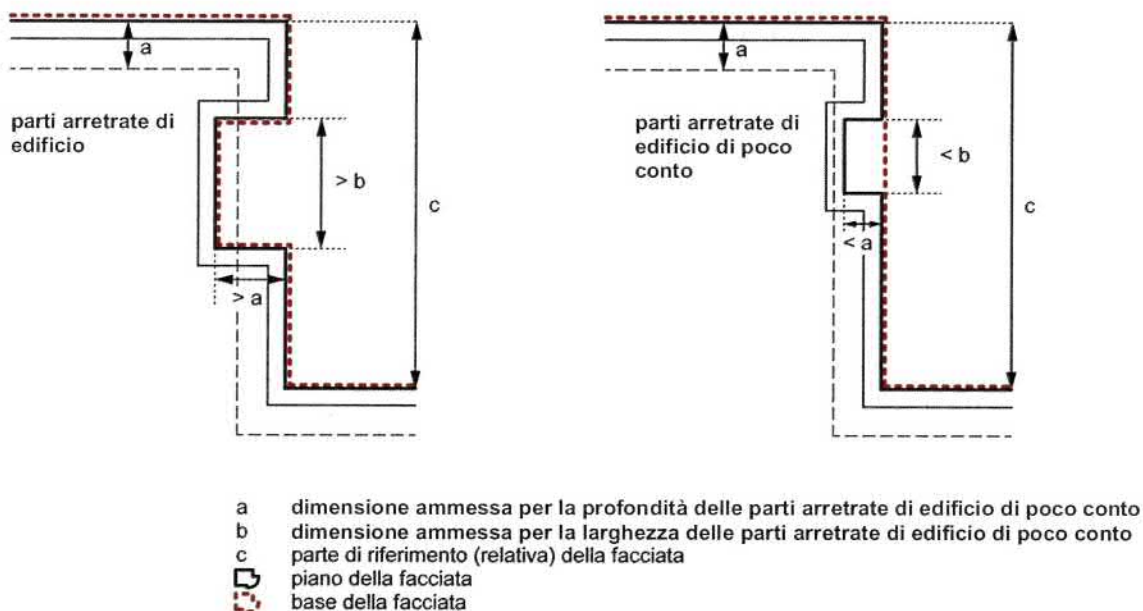 a
parti arretrate di
edificio
> b
c
> a
a
parti arretrate di
edificio di poco
conto
< b
c
< a
a dimensione ammessa per la profondità delle parti arretrate di edificio di poco conto
b dimensione ammessa per la larghezza delle parti arretrate di edificio di poco conto
c parte di riferimento (relativa) della facciata
piano della facciata
base della facciata